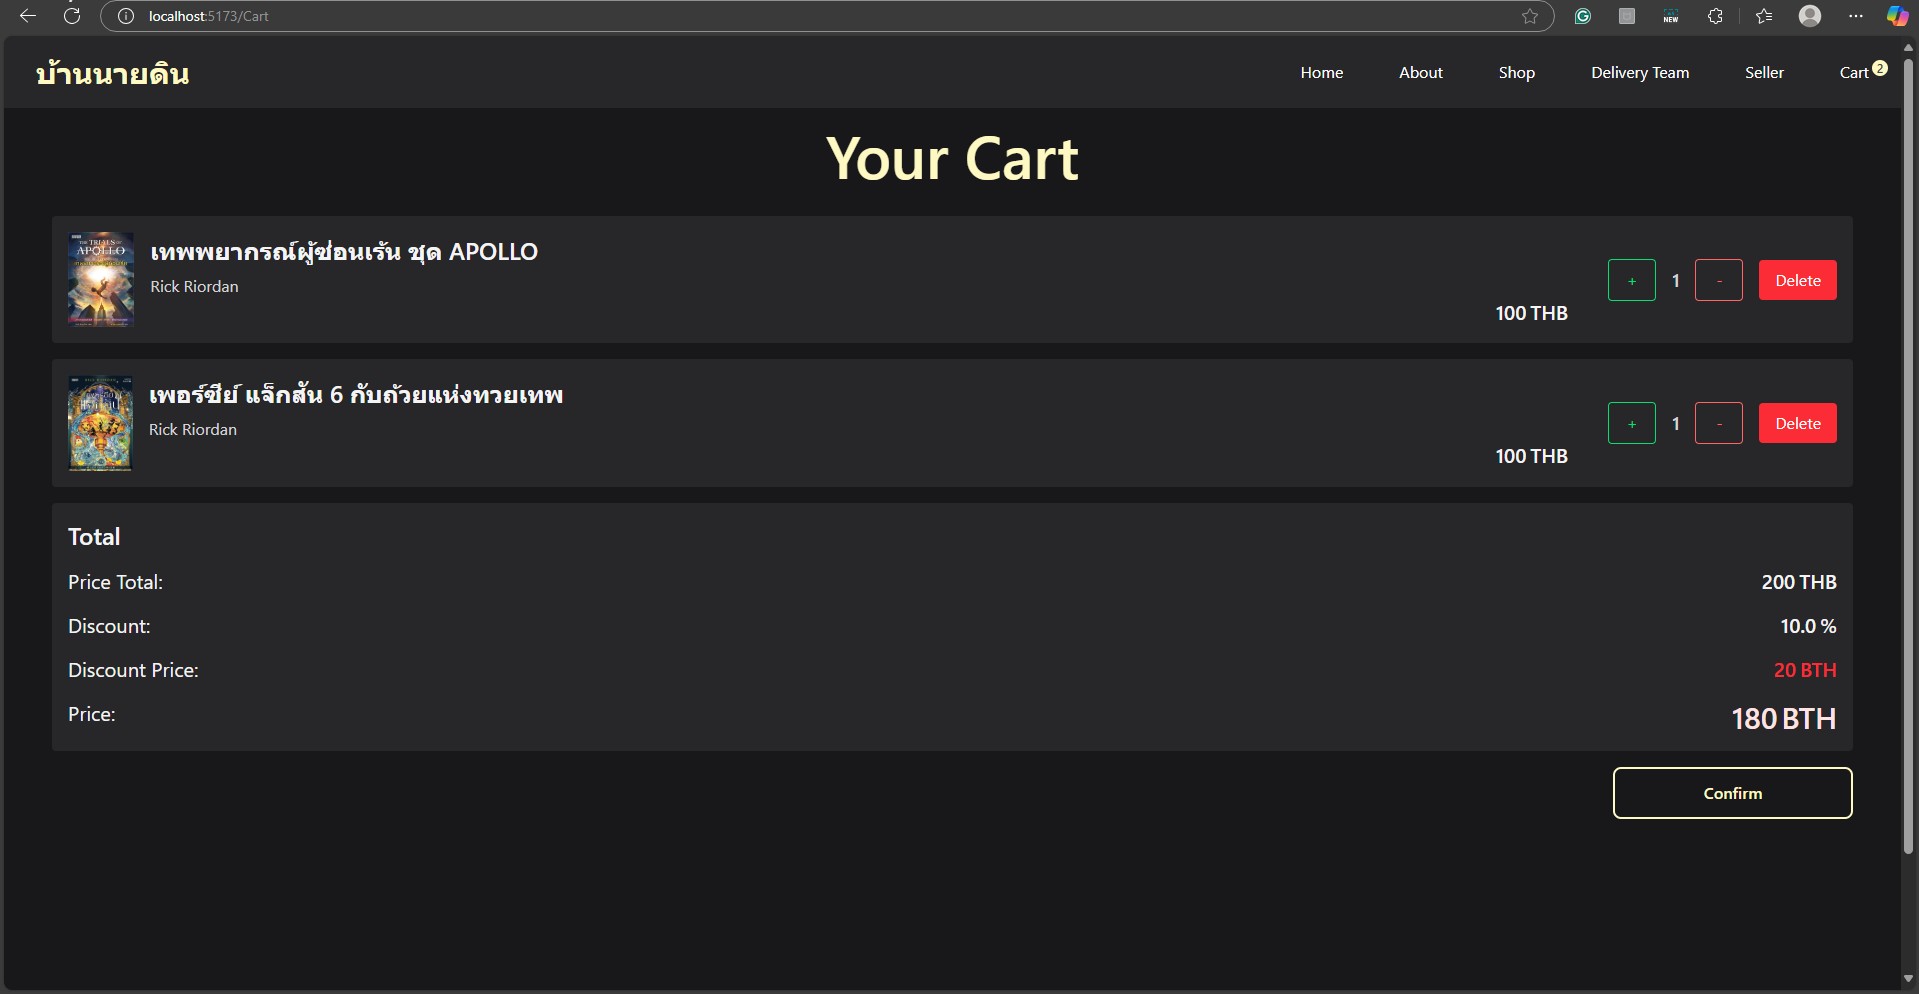 localhost:5173/Cart
NEW
บ้านนายดิน
Home
About
Shop
Delivery Team
Seller
Cart 2
Your Cart
THE TRIALS OF
APOLLO
เทพพยากรณ์ผู้ซ่อนเร้น ชุด APOLLO
Rick Riordan
100 THB
+ 1 - Delete
เพอร์ซีย์ แจ็กสัน 6 กับถ้วยแห่งทวยเทพ
Rick Riordan
100 THB
+ 1 - Delete
Total
Price Total: 200 THB
Discount: 10.0 %
Discount Price: 20 BTH
Price: 180 BTH
Confirm